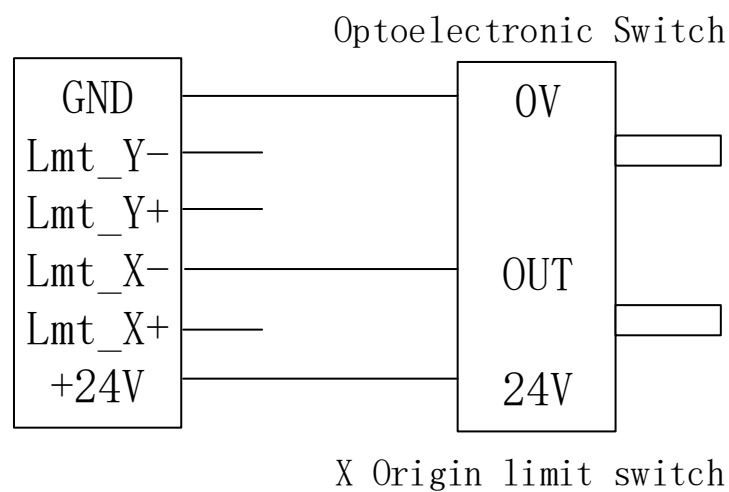 Optoelectronic Switch
GND
Lmt_Y-
Lmt_Y+
Lmt_X-
Lmt_X+
+24V
0V
OUT
24V
X Origin limit switch